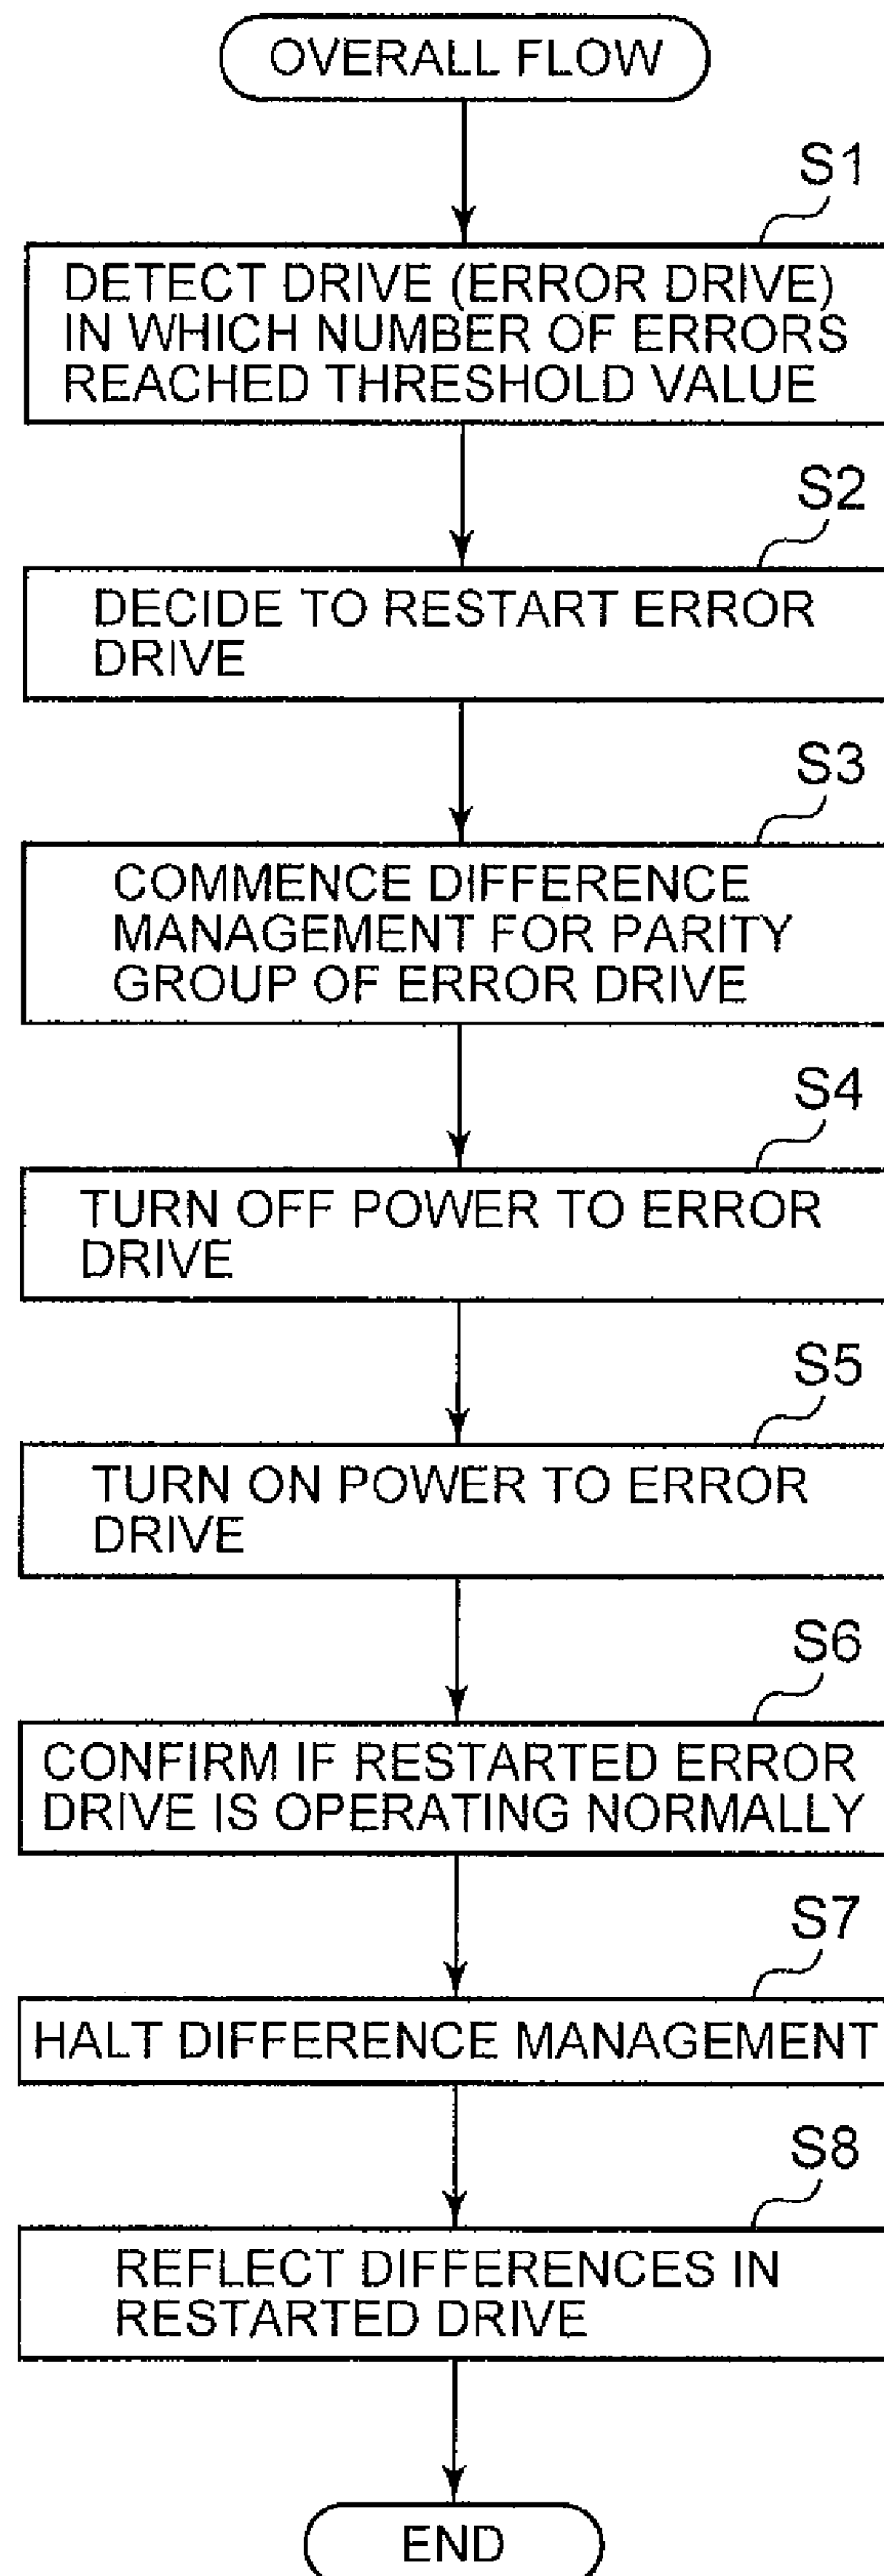 OVERALL FLOW
S1
DETECT DRIVE (ERROR DRIVE)
IN WHICH NUMBER OF ERRORS
REACHED THRESHOLD VALUE
S2
DECIDE TO RESTART ERROR
DRIVE
S3
COMMENCE DIFFERENCE
MANAGEMENT FOR PARITY
GROUP OF ERROR DRIVE
S4
TURN OFF POWER TO ERROR
DRIVE
S5
TURN ON POWER TO ERROR
DRIVE
S6
CONFIRM IF RESTARTED ERROR
DRIVE IS OPERATING NORMALLY
S7
HALT DIFFERENCE MANAGEMENT
S8
REFLECT DIFFERENCES IN
RESTARTED DRIVE
END